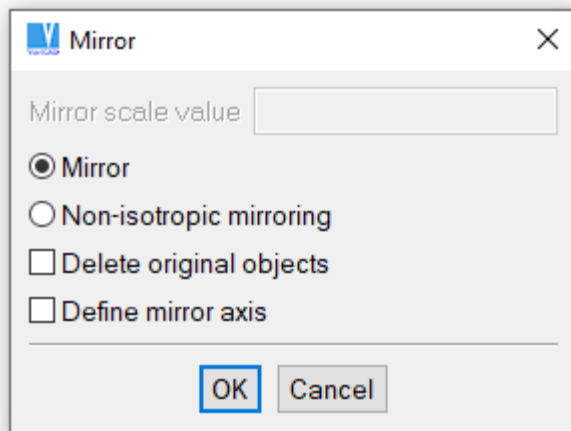 Mirror
Mirror scale value
Mirror
Non-isotropic mirroring
Delete original objects
Define mirror axis
OK Cancel